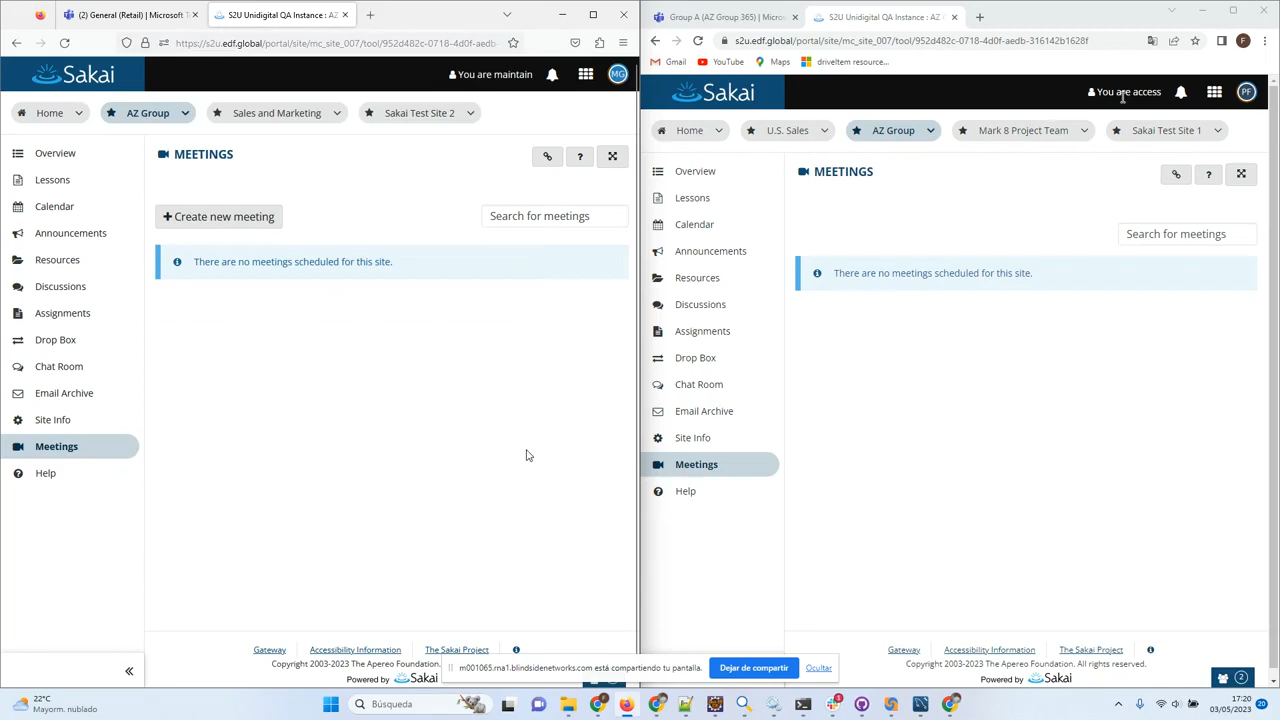 (2) General (Retail) | Microsoft T
S2U Unidigital QA Instance : AZ
https://s2u.edf.global/portal/site/mc_site_007/tool/952d482c-0718-4d0f-aedb-
Sakai
You are maintain
MG
Home
AZ Group
Sales and Marketing
Sakai Test Site 2
Overview
Lessons
Calendar
Announcements
Resources
Discussions
Assignments
Drop Box
Chat Room
Email Archive
Site Info
Meetings
Help
MEETINGS
?
+ Create new meeting
Search for meetings
There are no meetings scheduled for this site.
Gateway
Accessibility Information
The Sakai Project
Copyright 2003-2023 The Apereo Foundation. All
Powered by Sakai
Group A (AZ Group 365) | Micros
S2U Unidigital QA Instance : AZ G
s2u.edf.global/portal/site/mc_site_007/tool/952d482c-0718-4d0f-aedb-316142b1628f
F
Gmail
YouTube
Maps
driveltem resource...
Sakai
You are access
PF
Home
U.S. Sales
AZ Group
Mark 8 Project Team
Sakai Test Site 1
Overview
Lessons
Calendar
Announcements
Resources
Discussions
Assignments
Drop Box
Chat Room
Email Archive
Site Info
Meetings
Help
MEETINGS
?
Search for meetings
There are no meetings scheduled for this site.
Gateway
Accessibility Information
The Sakai Project
Copyright 2003-2023 The Apereo Foundation. All rights reserved.
Powered by Sakai
2
m001065.rna1.blindsidenetworks.com está compartiendo tu pantalla.
Dejar de compartir
Ocultar
22°C
Mayorm. nublado
Búsqueda
17:20
03/05/2023
20